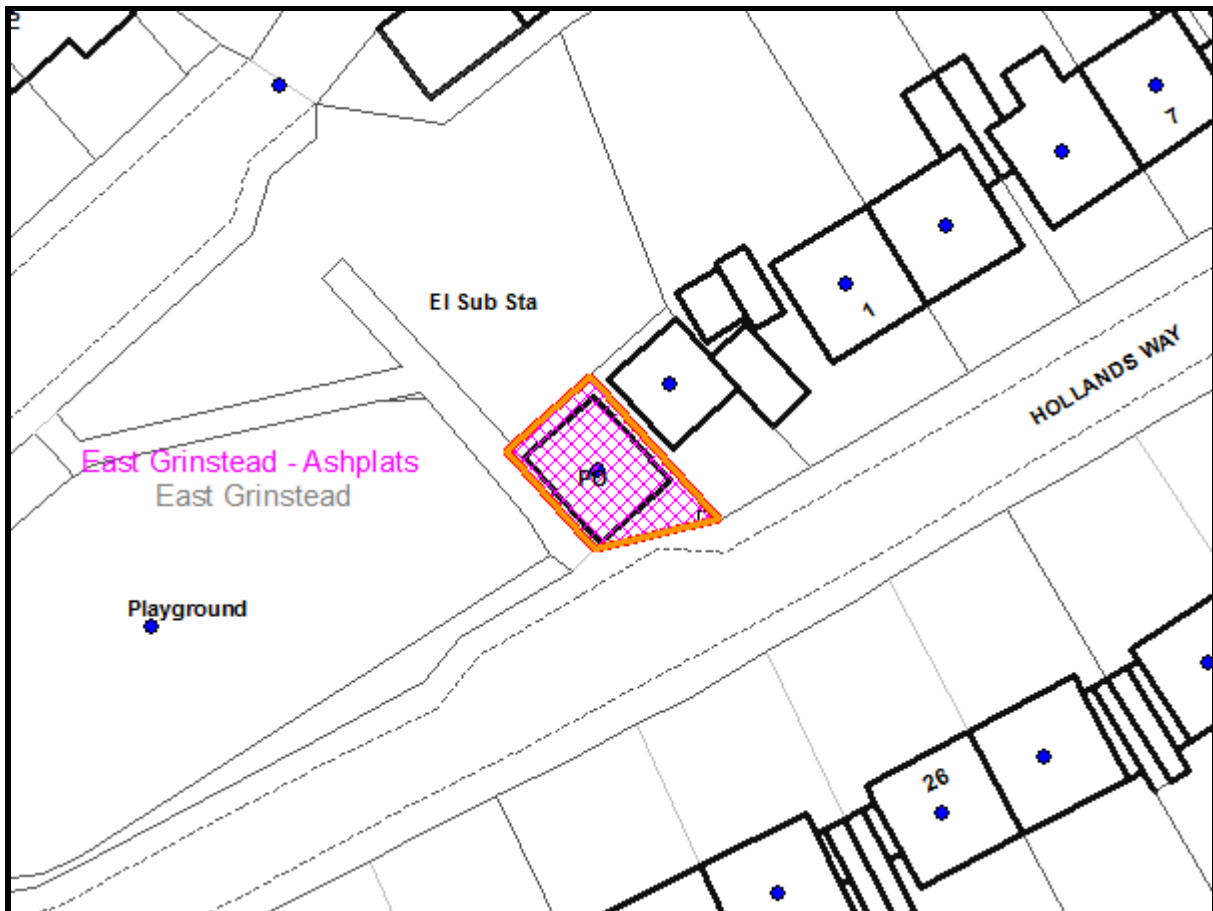 7
1
El Sub Sta
HOLLANDS WAY
East Grinstead - Ashplats
East Grinstead
PO
Playground
26